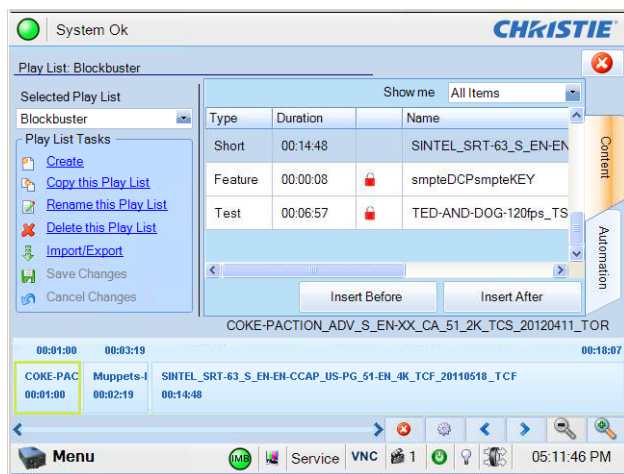 System Ok
CHRISTIE
Play List: Blockbuster
Selected Play List
Blockbuster
Play List Tasks
Create
Copy this Play List
Rename this Play List
Delete this Play List
Import/Export
Save Changes
Cancel Changes
Show me All Items
Type Duration Name
Short 00:14:48 SINTEL_SRT-63_S_EN-EN
Feature 00:00:08 smpteDCPsmpteKEY
Test 00:06:57 TED-AND-DOG-120fps_TS
Insert Before Insert After
Content
Automation
COKE-PACTION_ADV_S_EN-XX_CA_51_2K_TCS_20120411_TOR
00:01:00 00:03:19 00:18:07
COKE-PAC Muppets-I SINTEL_SRT-63_S_EN-EN-CCAP_US-PG_51-EN_4K_TCF_20110518_TCF
00:01:00 00:02:19 00:14:48
Menu IMB Service VNC 1 05:11:46 PM